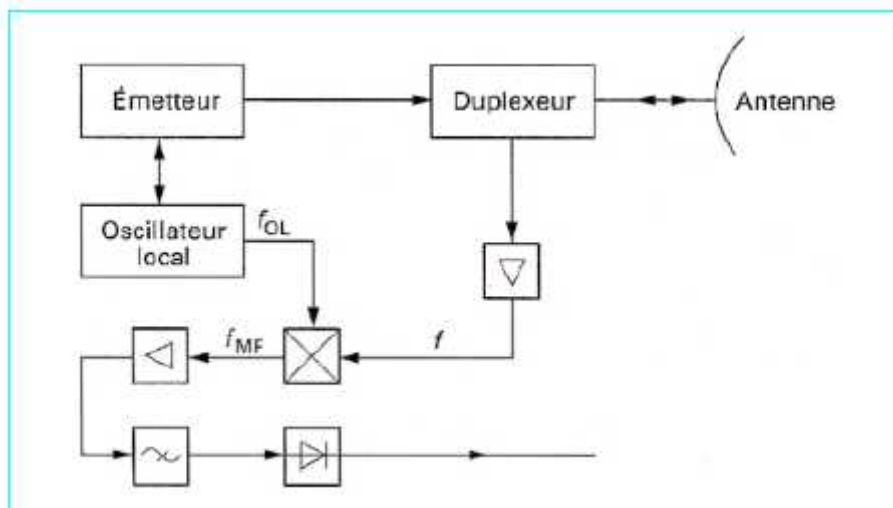 Émetteur
Duplexeur
Antenne
Oscillateur
local
fOL
fMF
f